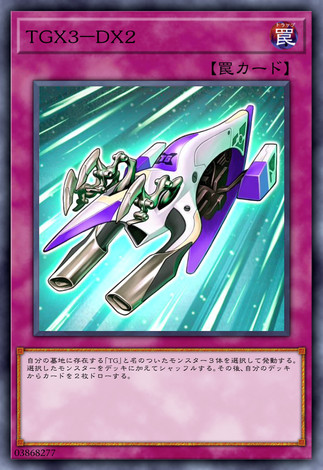 TGX3－DX2
トラップ
罠
【罠カード】
自分の墓地に存在する「TG」と名のついたモンスター３体を選択して発動する。
選択したモンスターをデッキに加えてシャッフルする。その後、自分のデッキ
からカードを２枚ドローする。
03868277